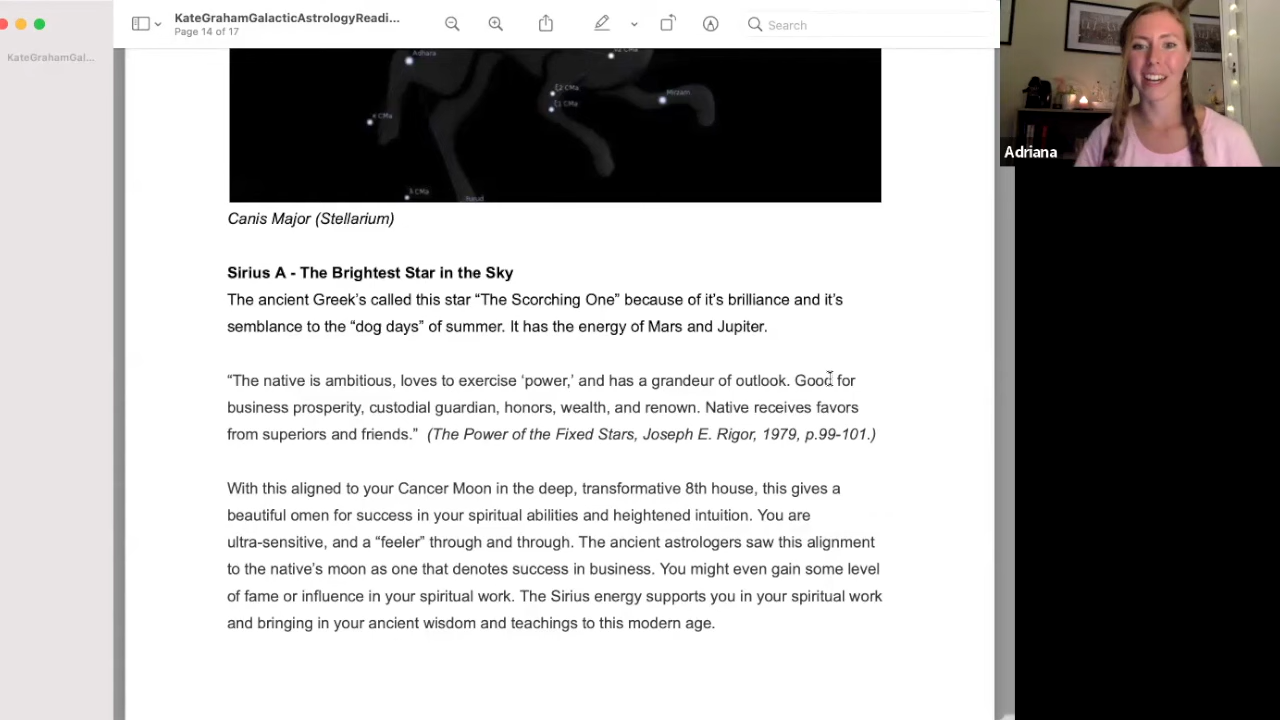 KateGrahamGalacticAstrologyReadi...
Page 14 of 17
Search
KateGrahamGal...
Adriana
Adhara
Mirzam
Canis Major (Stellarium)
Sirius A - The Brightest Star in the Sky
The ancient Greek’s called this star “The Scorching One” because of it’s brilliance and it’s
semblance to the “dog days” of summer. It has the energy of Mars and Jupiter.
“The native is ambitious, loves to exercise ‘power,’ and has a grandeur of outlook. Good for
business prosperity, custodial guardian, honors, wealth, and renown. Native receives favors
from superiors and friends.” (The Power of the Fixed Stars, Joseph E. Rigor, 1979, p.99-101.)
With this aligned to your Cancer Moon in the deep, transformative 8th house, this gives a
beautiful omen for success in your spiritual abilities and heightened intuition. You are
ultra-sensitive, and a “feeler” through and through. The ancient astrologers saw this alignment
to the native’s moon as one that denotes success in business. You might even gain some level
of fame or influence in your spiritual work. The Sirius energy supports you in your spiritual work
and bringing in your ancient wisdom and teachings to this modern age.